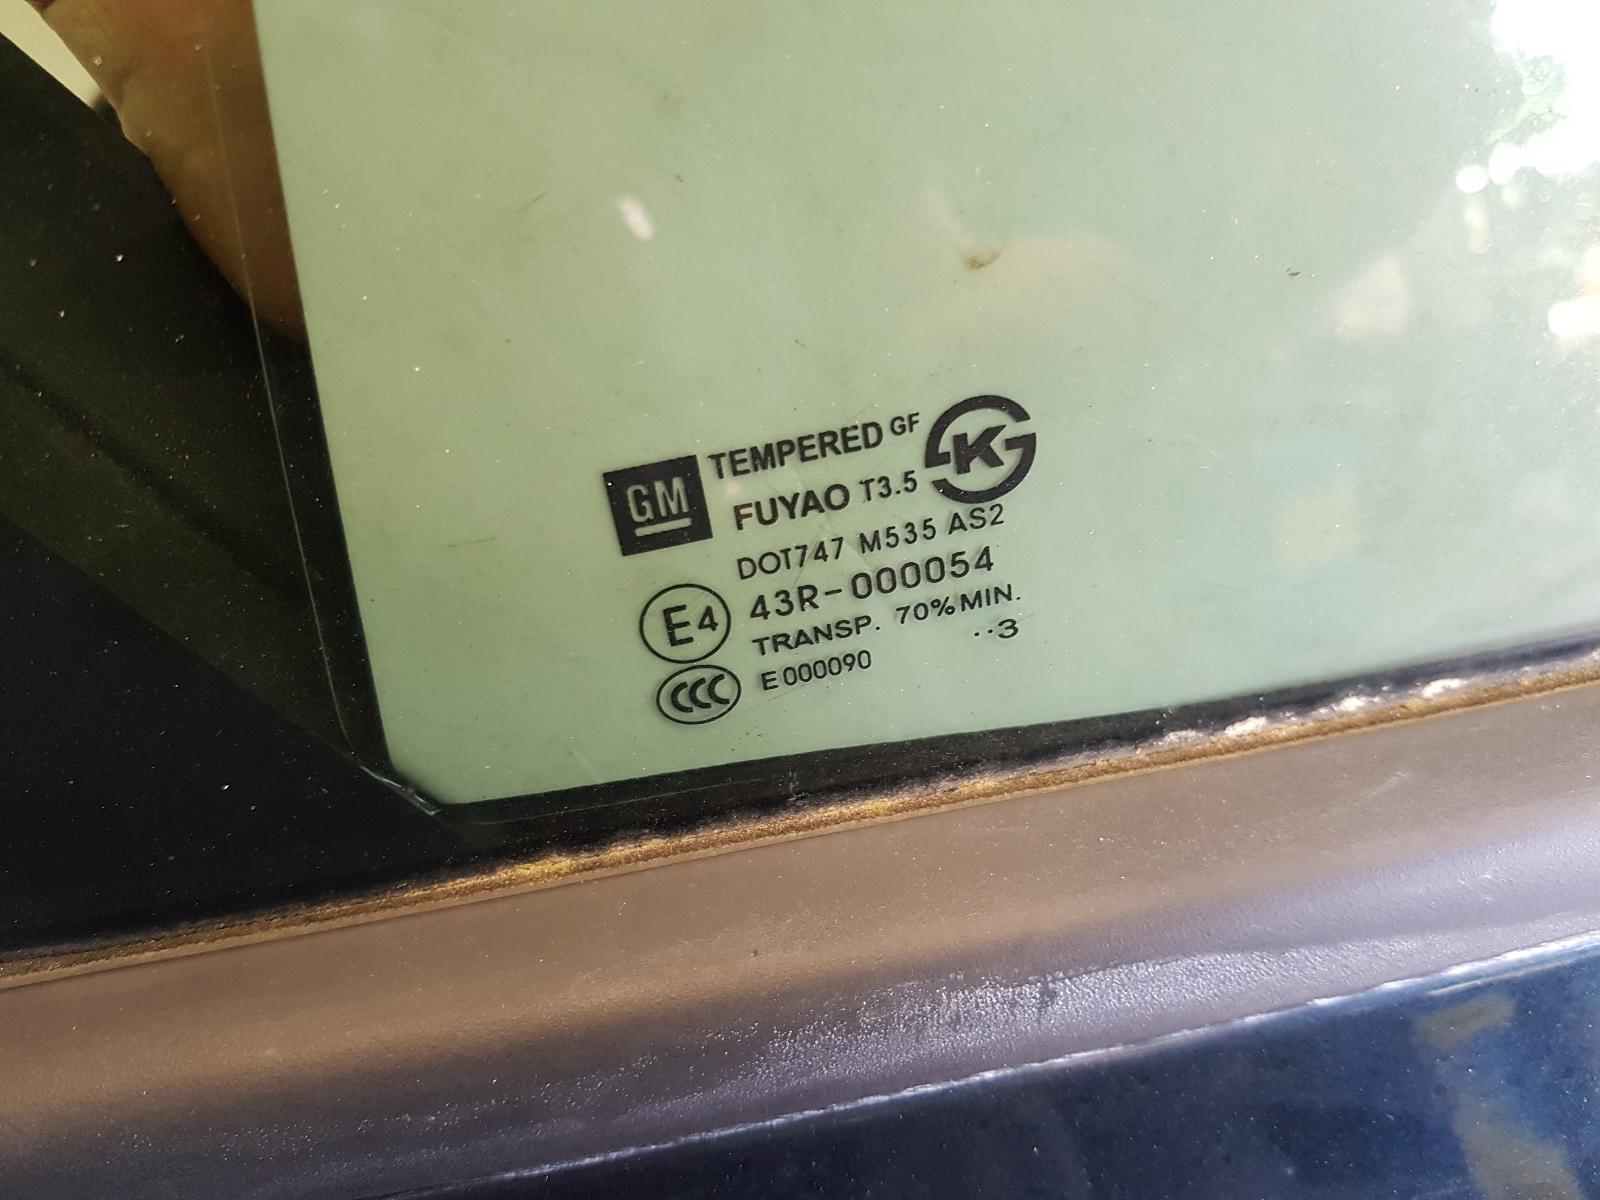 GM TEMPERED GF
FUYAO T3.5 K
DOT747 M535 AS2
E4 43R-000054
TRANSP. 70%MIN.
··3
CCC E000090